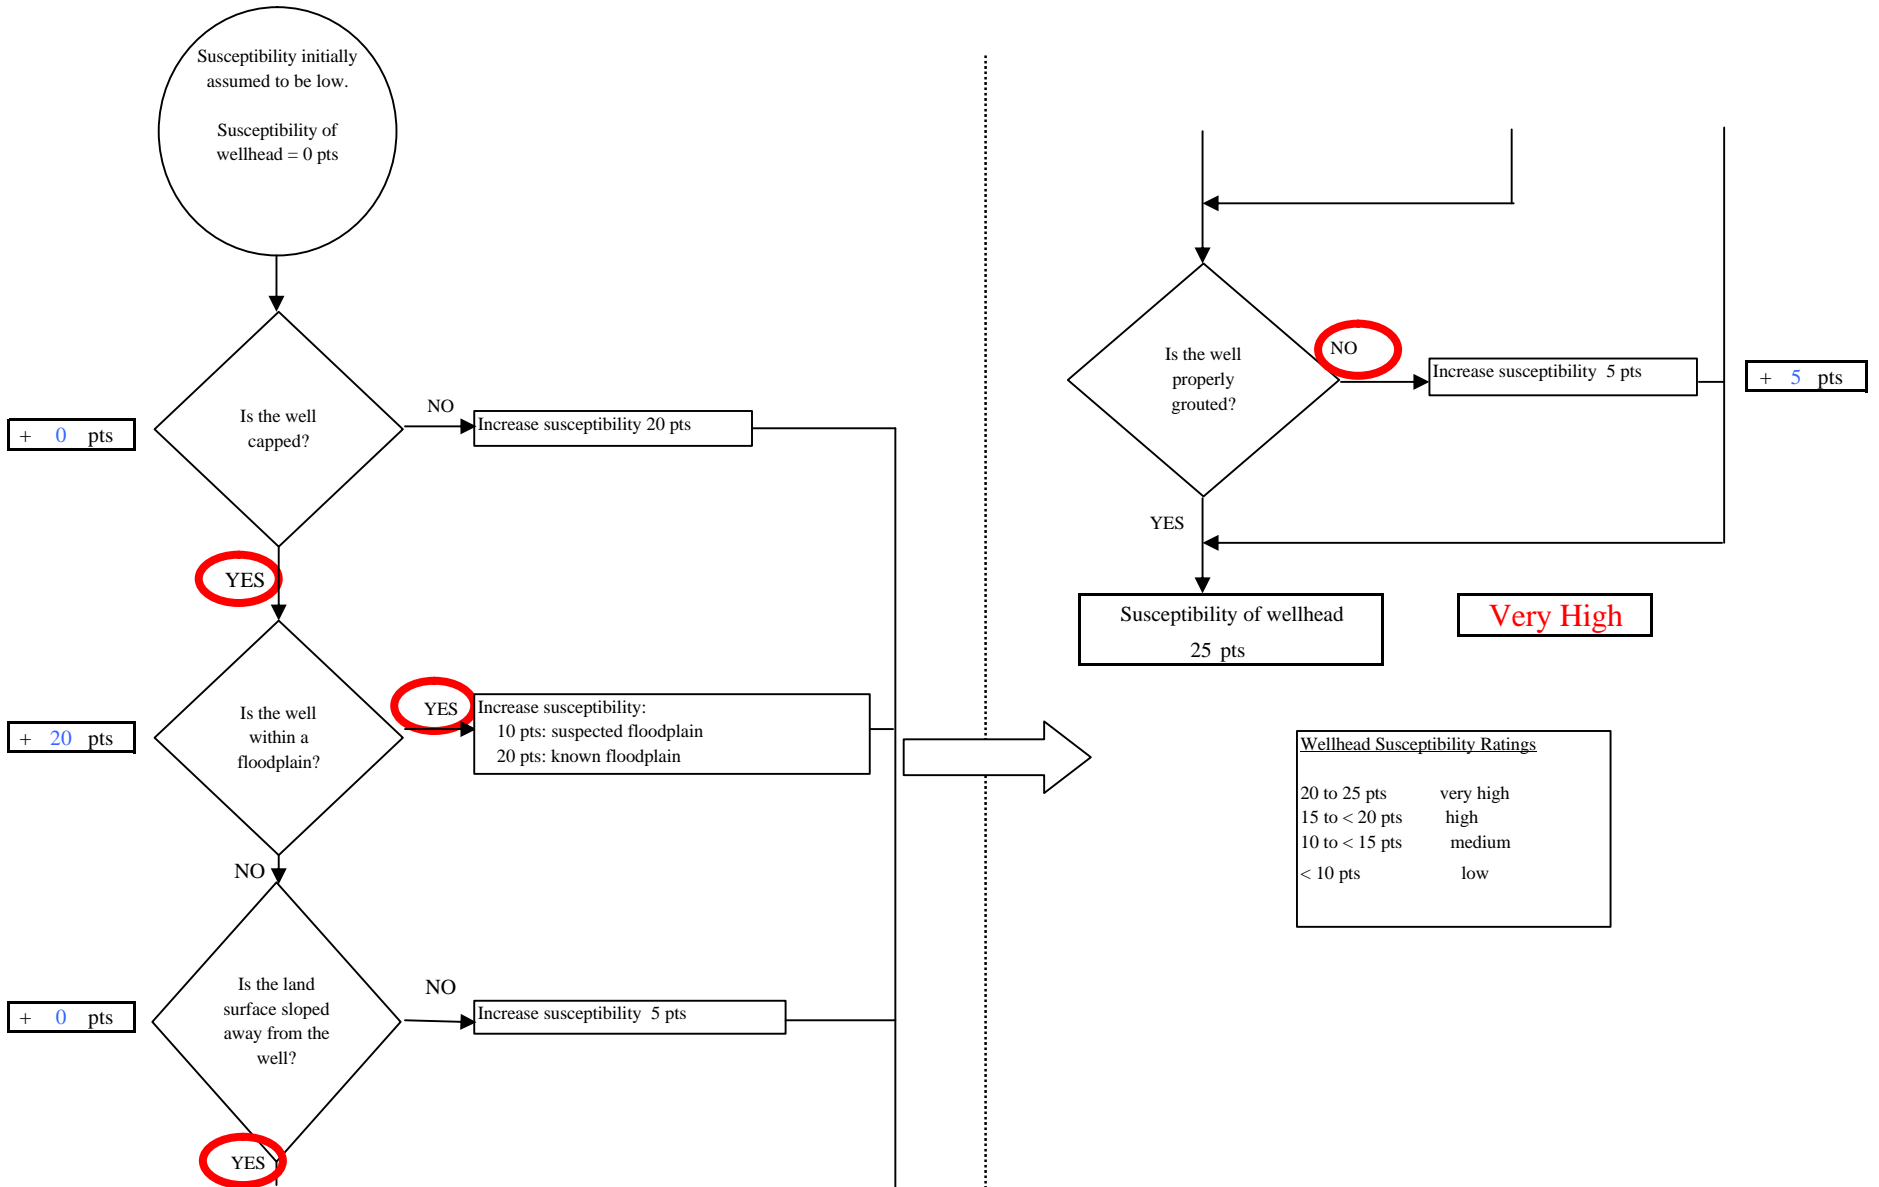 Susceptibility initially
assumed to be low.
Susceptibility of
wellhead = 0 pts
Is the well
capped?
NO
Increase susceptibility 20 pts
+ 0 pts
YES
Is the well
within a
floodplain?
YES
Increase susceptibility:
10 pts: suspected floodplain
20 pts: known floodplain
+ 20 pts
NO
Is the land
surface sloped
away from the
well?
NO
Increase susceptibility 5 pts
+ 0 pts
YES
Is the well
properly
grouted?
NO
Increase susceptibility 5 pts
+ 5 pts
YES
Susceptibility of wellhead
25 pts
Very High
Wellhead Susceptibility Ratings
20 to 25 pts very high
15 to < 20 pts high
10 to < 15 pts medium
< 10 pts low